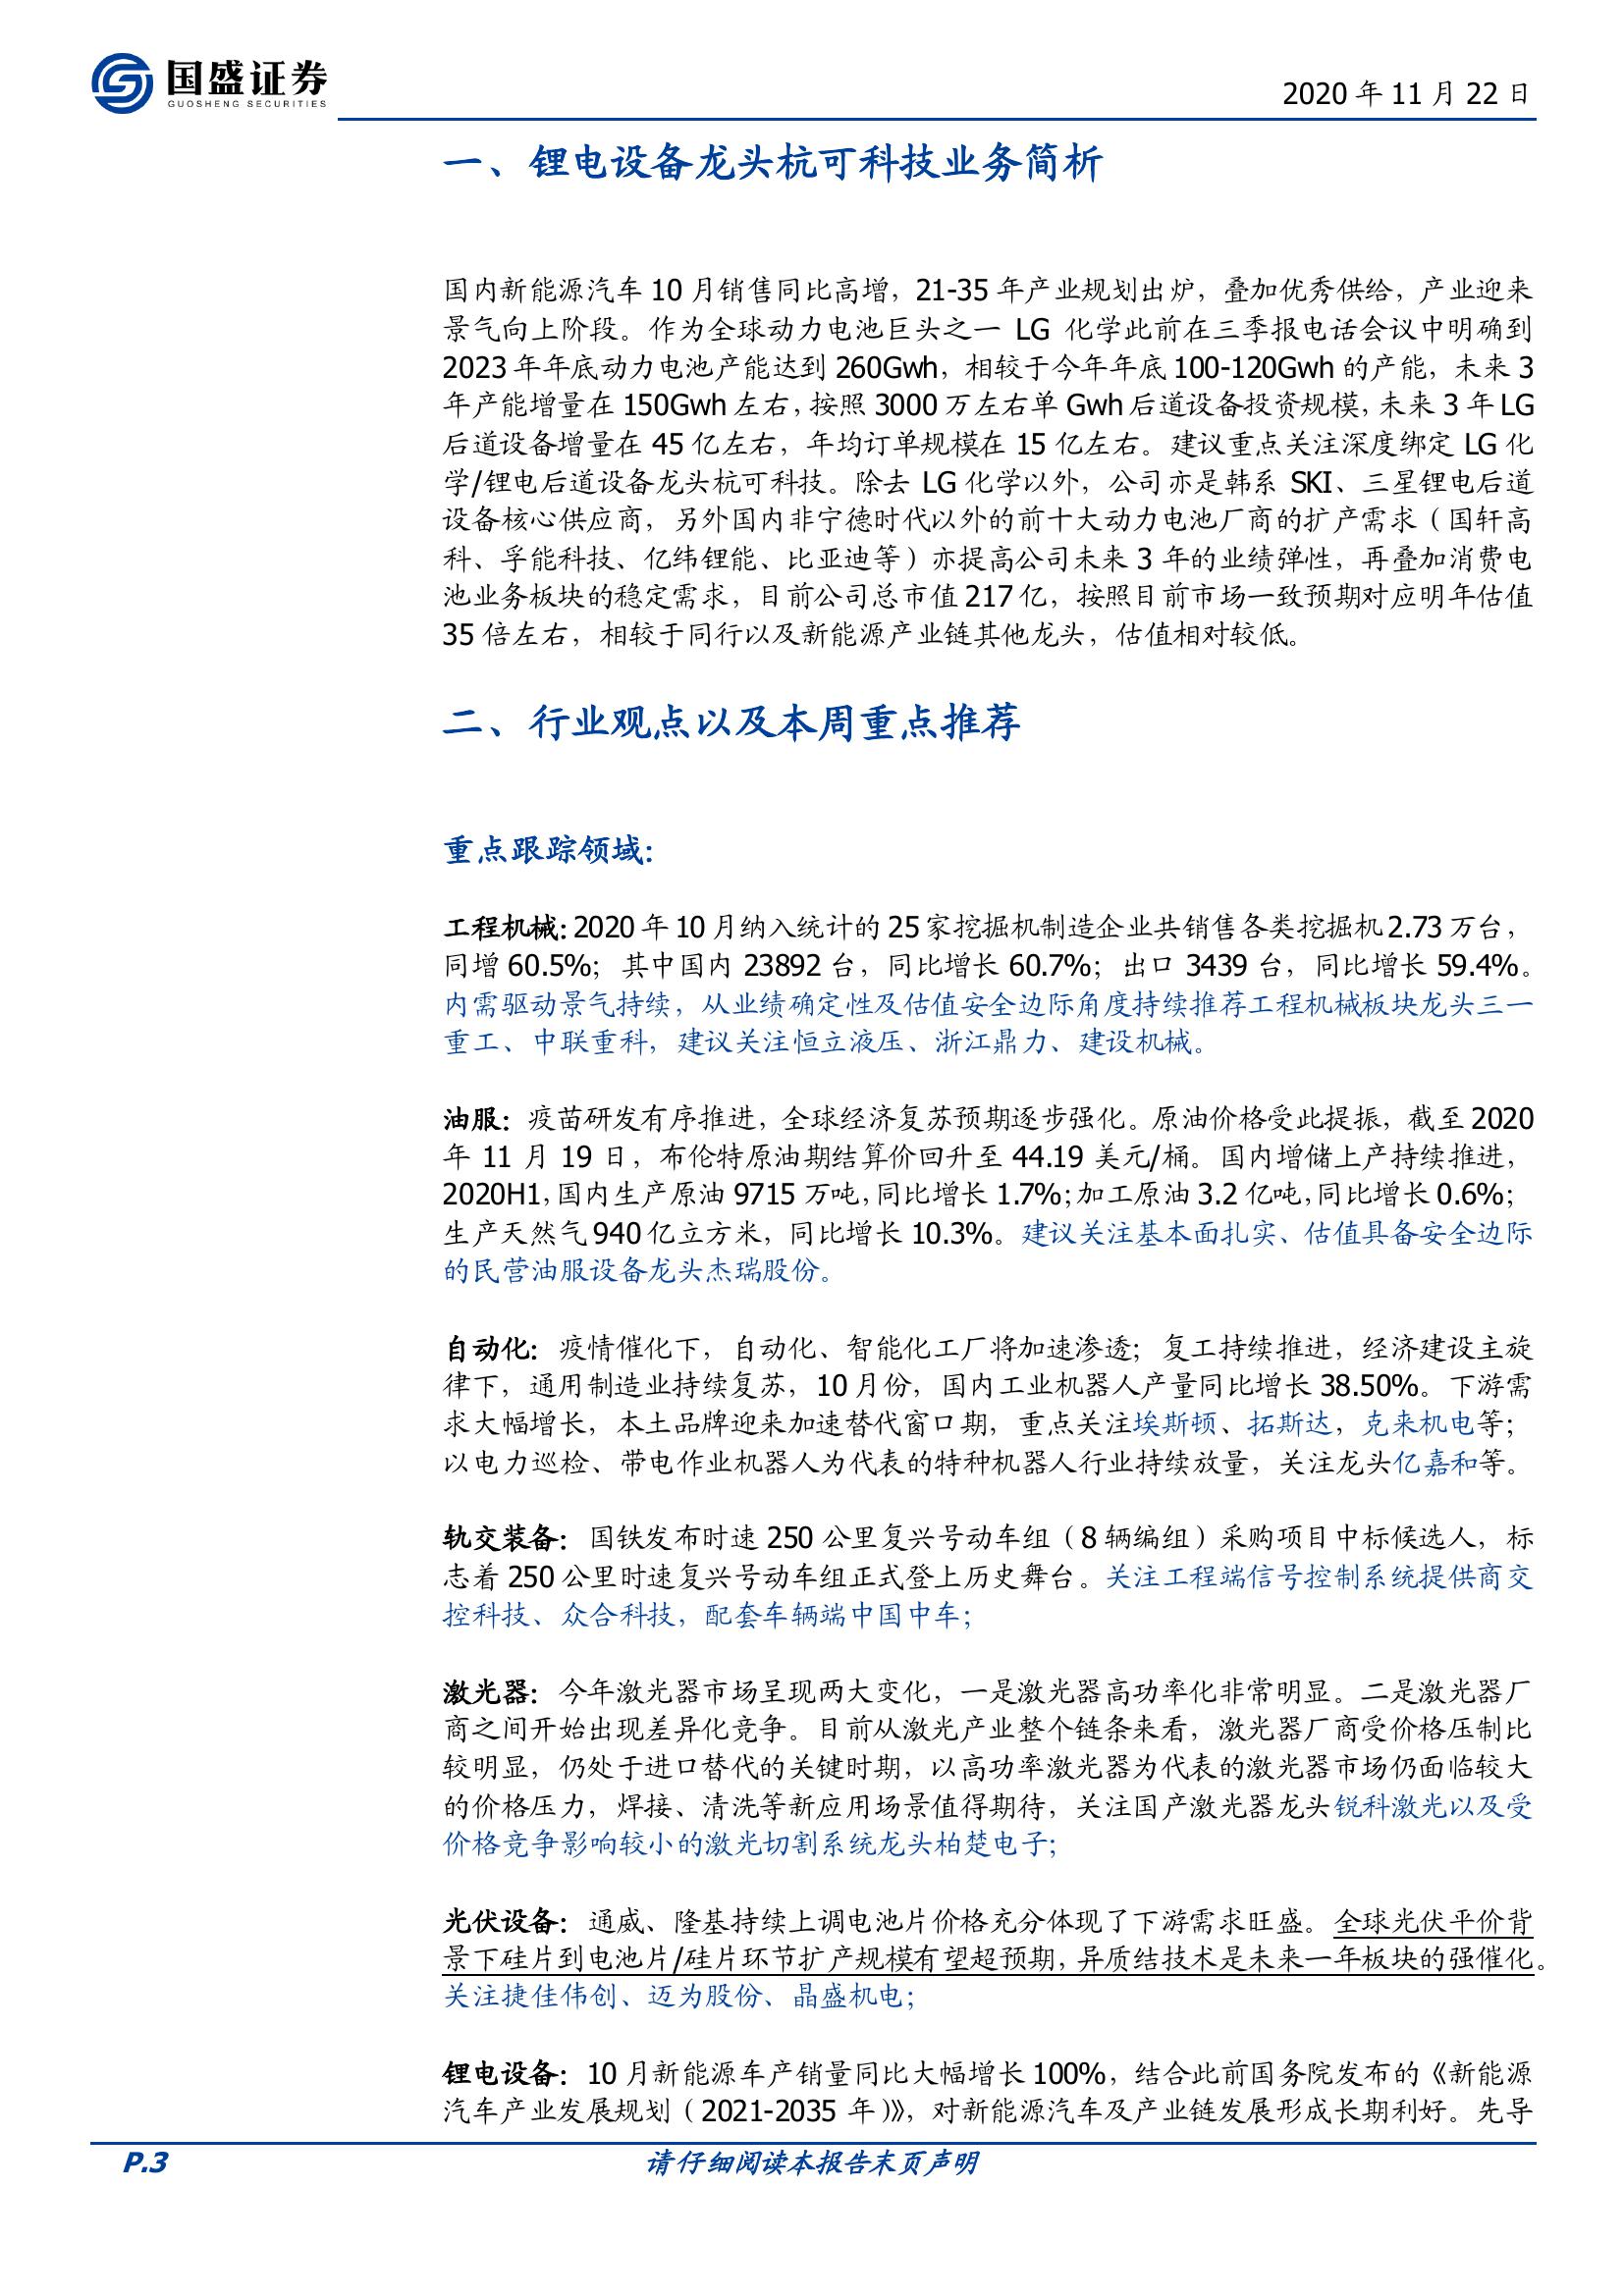 国盛证券
GUOSHENG SECURITIES
2020 年 11 月 22 日
一、锂电设备龙头杭可科技业务简析
国内新能源汽车 10 月销售同比高增，21-35 年产业规划出炉，叠加优秀供给，产业迎来
景气向上阶段。作为全球动力电池巨头之一 LG 化学此前在三季报电话会议中明确到
2023 年年底动力电池产能达到 260Gwh，相较于今年年底 100-120Gwh 的产能，未来 3
年产能增量在 150Gwh 左右，按照 3000 万左右单 Gwh 后道设备投资规模，未来 3 年 LG
后道设备增量在 45 亿左右，年均订单规模在 15 亿左右。建议重点关注深度绑定 LG 化
学/锂电后道设备龙头杭可科技。除去 LG 化学以外，公司亦是韩系 SKI、三星锂电后道
设备核心供应商，另外国内非宁德时代以外的前十大动力电池厂商的扩产需求（国轩高
科、孚能科技、亿纬锂能、比亚迪等）亦提高公司未来 3 年的业绩弹性，再叠加消费电
池业务板块的稳定需求，目前公司总市值 217 亿，按照目前市场一致预期对应明年估值
35 倍左右，相较于同行以及新能源产业链其他龙头，估值相对较低。
二、行业观点以及本周重点推荐
重点跟踪领域：
工程机械：2020 年 10 月纳入统计的 25 家挖掘机制造企业共销售各类挖掘机 2.73 万台，
同增 60.5%；其中国内 23892 台，同比增长 60.7%；出口 3439 台，同比增长 59.4%。
内需驱动景气持续，从业绩确定性及估值安全边际角度持续推荐工程机械板块龙头三一
重工、中联重科，建议关注恒立液压、浙江鼎力、建设机械。
油服：疫苗研发有序推进，全球经济复苏预期逐步强化。原油价格受此提振，截至 2020
年 11 月 19 日，布伦特原油期结算价回升至 44.19 美元/桶。国内增储上产持续推进，
2020H1，国内生产原油 9715 万吨，同比增长 1.7%；加工原油 3.2 亿吨，同比增长 0.6%；
生产天然气 940 亿立方米，同比增长 10.3%。建议关注基本面扎实、估值具备安全边际
的民营油服设备龙头杰瑞股份。
自动化：疫情催化下，自动化、智能化工厂将加速渗透；复工持续推进，经济建设主旋
律下，通用制造业持续复苏，10 月份，国内工业机器人产量同比增长 38.50%。下游需
求大幅增长，本土品牌迎来加速替代窗口期，重点关注埃斯顿、拓斯达，克来机电等；
以电力巡检、带电作业机器人为代表的特种机器人行业持续放量，关注龙头亿嘉和等。
轨交装备：国铁发布时速 250 公里复兴号动车组（8 辆编组）采购项目中标候选人，标
志着 250 公里时速复兴号动车组正式登上历史舞台。关注工程端信号控制系统提供商交
控科技、众合科技，配套车辆端中国中车；
激光器：今年激光器市场呈现两大变化，一是激光器高功率化非常明显。二是激光器厂
商之间开始出现差异化竞争。目前从激光产业整个链条来看，激光器厂商受价格压制比
较明显，仍处于进口替代的关键时期，以高功率激光器为代表的激光器市场仍面临较大
的价格压力，焊接、清洗等新应用场景值得期待，关注国产激光器龙头锐科激光以及受
价格竞争影响较小的激光切割系统龙头柏楚电子；
光伏设备：通威、隆基持续上调电池片价格充分体现了下游需求旺盛。全球光伏平价背
景下硅片到电池片/硅片环节扩产规模有望超预期，异质结技术是未来一年板块的强催化。
关注捷佳伟创、迈为股份、晶盛机电；
锂电设备：10 月新能源车产销量同比大幅增长 100%，结合此前国务院发布的《新能源
汽车产业发展规划（2021-2035 年）》，对新能源汽车及产业链发展形成长期利好。先导
P.3
请仔细阅读本报告末页声明